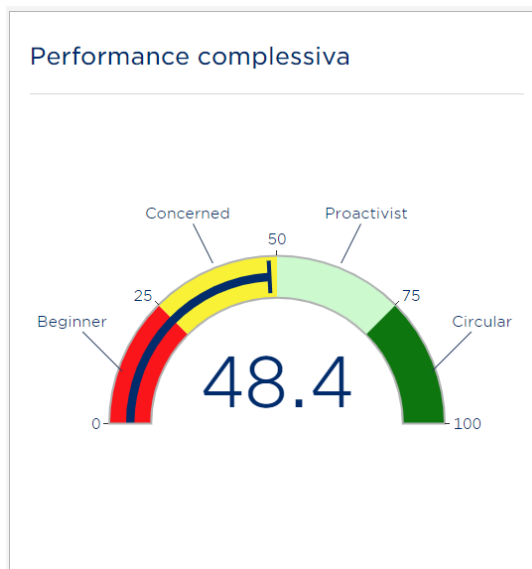 Performance complessiva
Concerned
Proactivist
50
25
75
Beginner
Circular
48.4
0
100